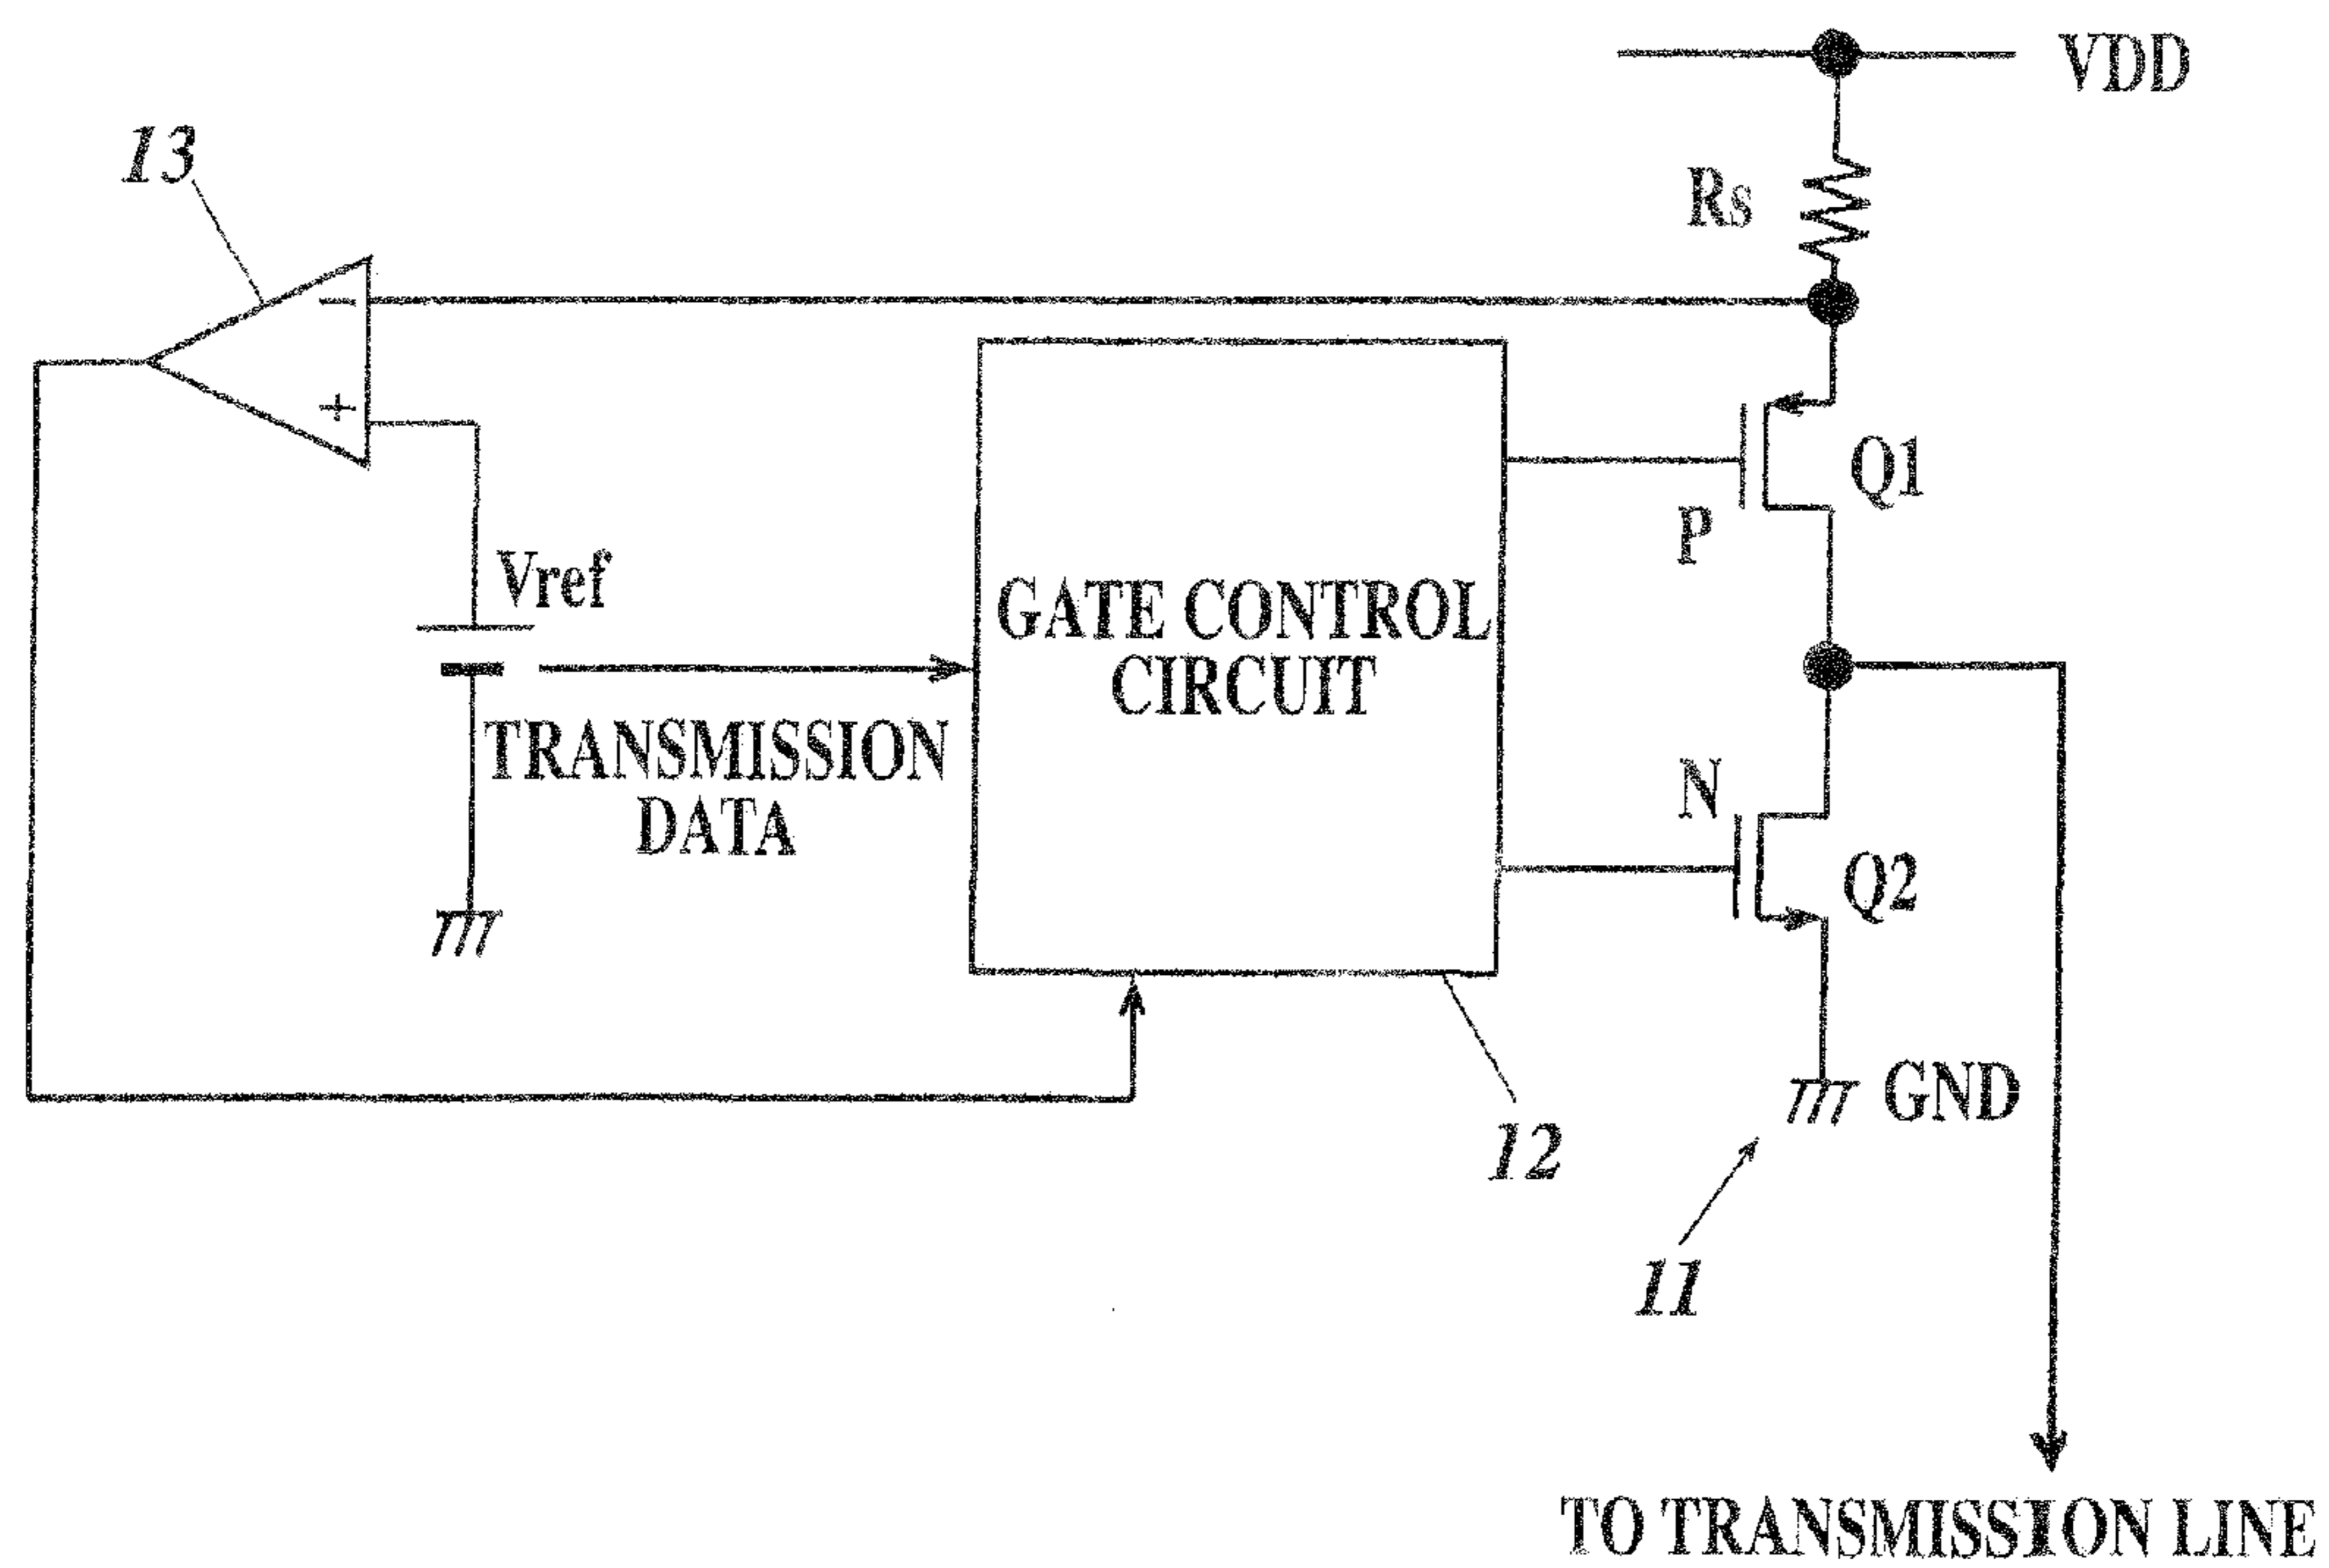 VDD
13
Rs
−
+
Q1
P
Vref
GATE CONTROL
CIRCUIT
TRANSMISSION
DATA
N
Q2
GND
12
11
TO TRANSMISSION LINE